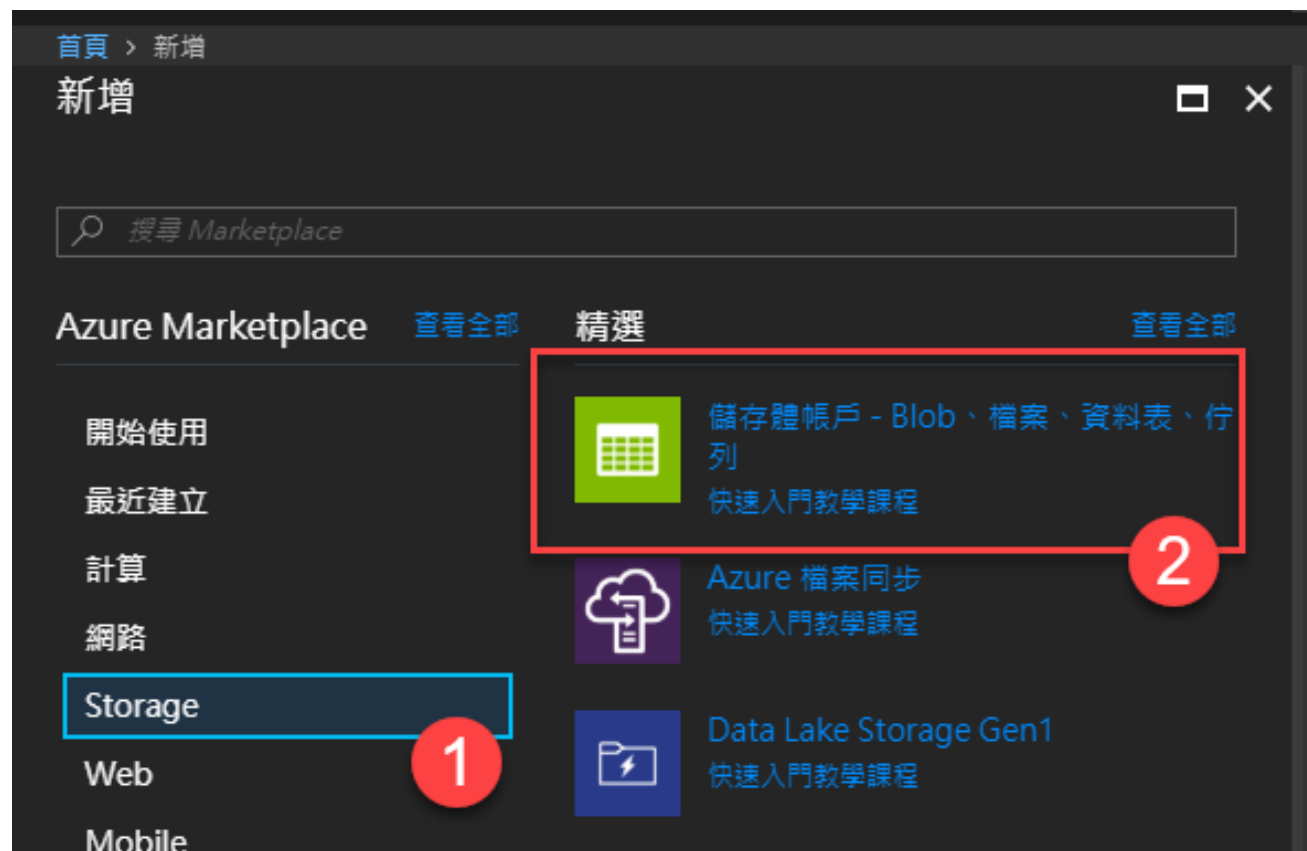 首頁 > 新增
新增
搜尋 Marketplace
Azure Marketplace 查看全部
開始使用
最近建立
計算
網路
Storage
1
Web
Mobile
精選 查看全部
儲存體帳戶 - Blob、檔案、資料表、佇
列
快速入門教學課程
2
Azure 檔案同步
快速入門教學課程
Data Lake Storage Gen1
快速入門教學課程